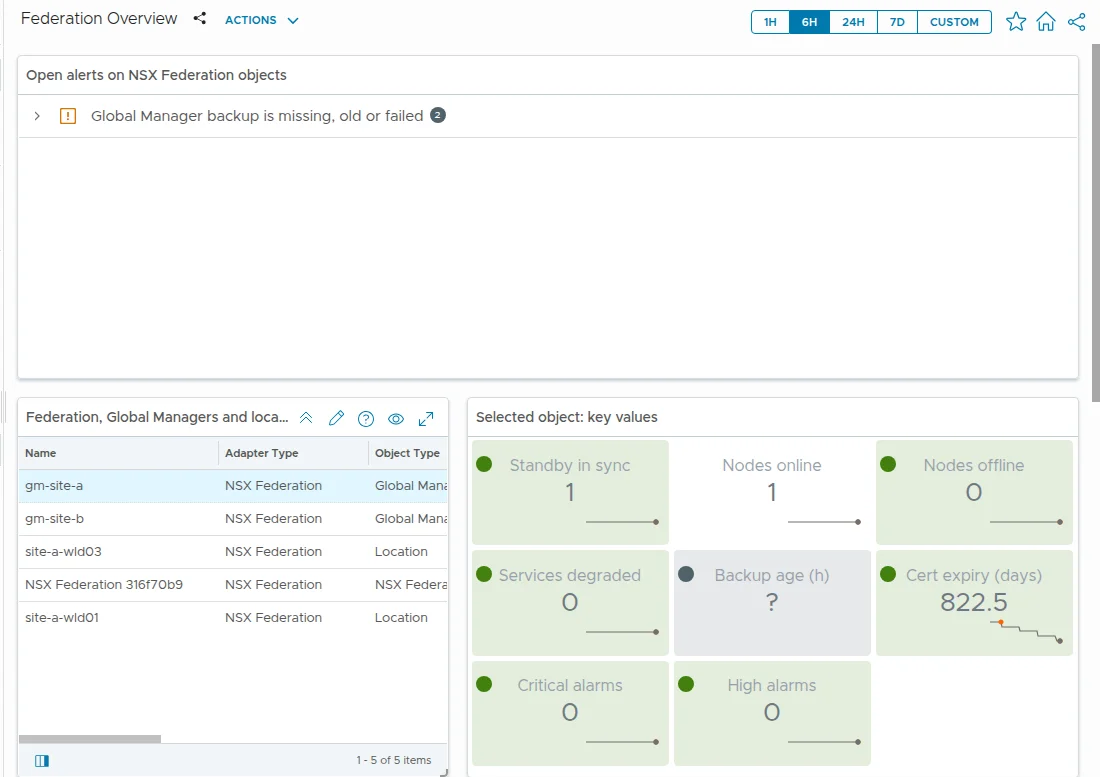 Federation Overview ACTIONS 1H 6H 24H 7D CUSTOM
Open alerts on NSX Federation objects
Global Manager backup is missing, old or failed 2
Federation, Global Managers and loca...
Name Adapter Type Object Type
gm-site-a NSX Federation Global Mana
gm-site-b NSX Federation Global Mana
site-a-wld03 NSX Federation Location
NSX Federation 316f70b9 NSX Federation NSX Federa
site-a-wld01 NSX Federation Location
1 - 5 of 5 items
Selected object: key values
Standby in sync
1
Nodes online
1
Nodes offline
0
Services degraded
0
Backup age (h)
?
Cert expiry (days)
822.5
Critical alarms
0
High alarms
0